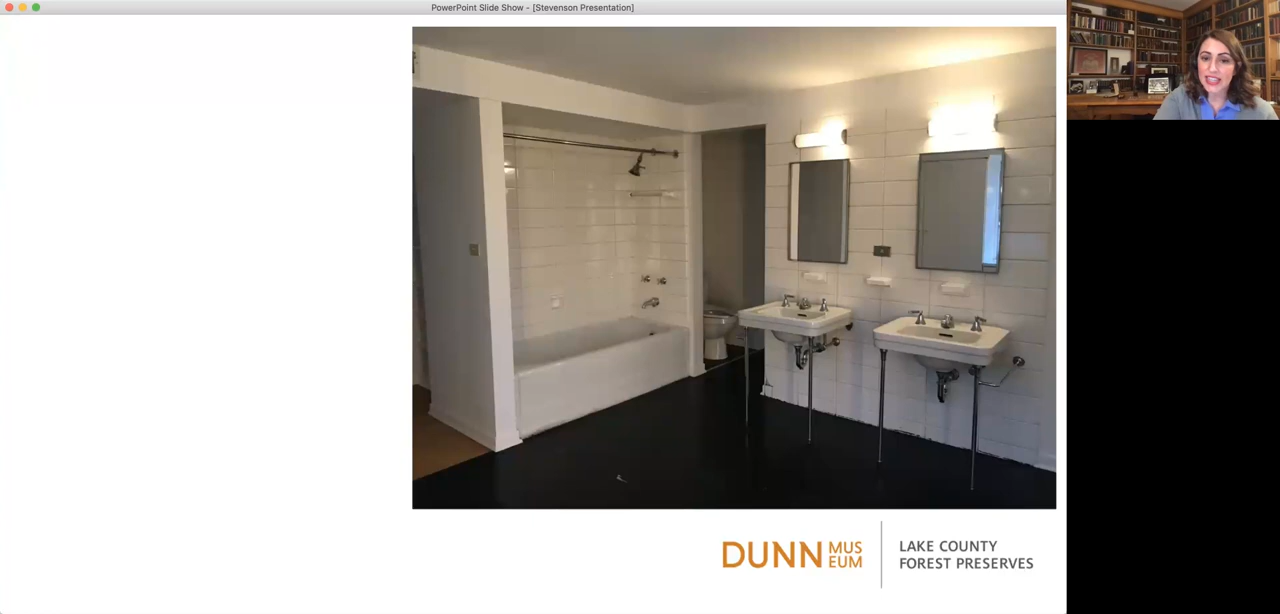 PowerPoint Slide Show - [Stevenson Presentation]
DUNN MUS
EUM
LAKE COUNTY
FOREST PRESERVES